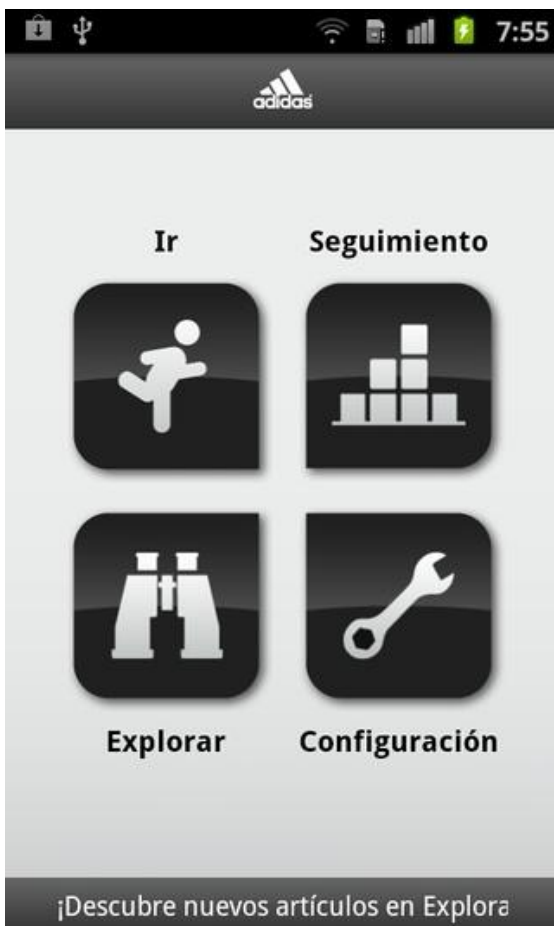 7:55
adidas
Ir
Seguimiento
Explorar
Configuración
¡Descubre nuevos artículos en Explora